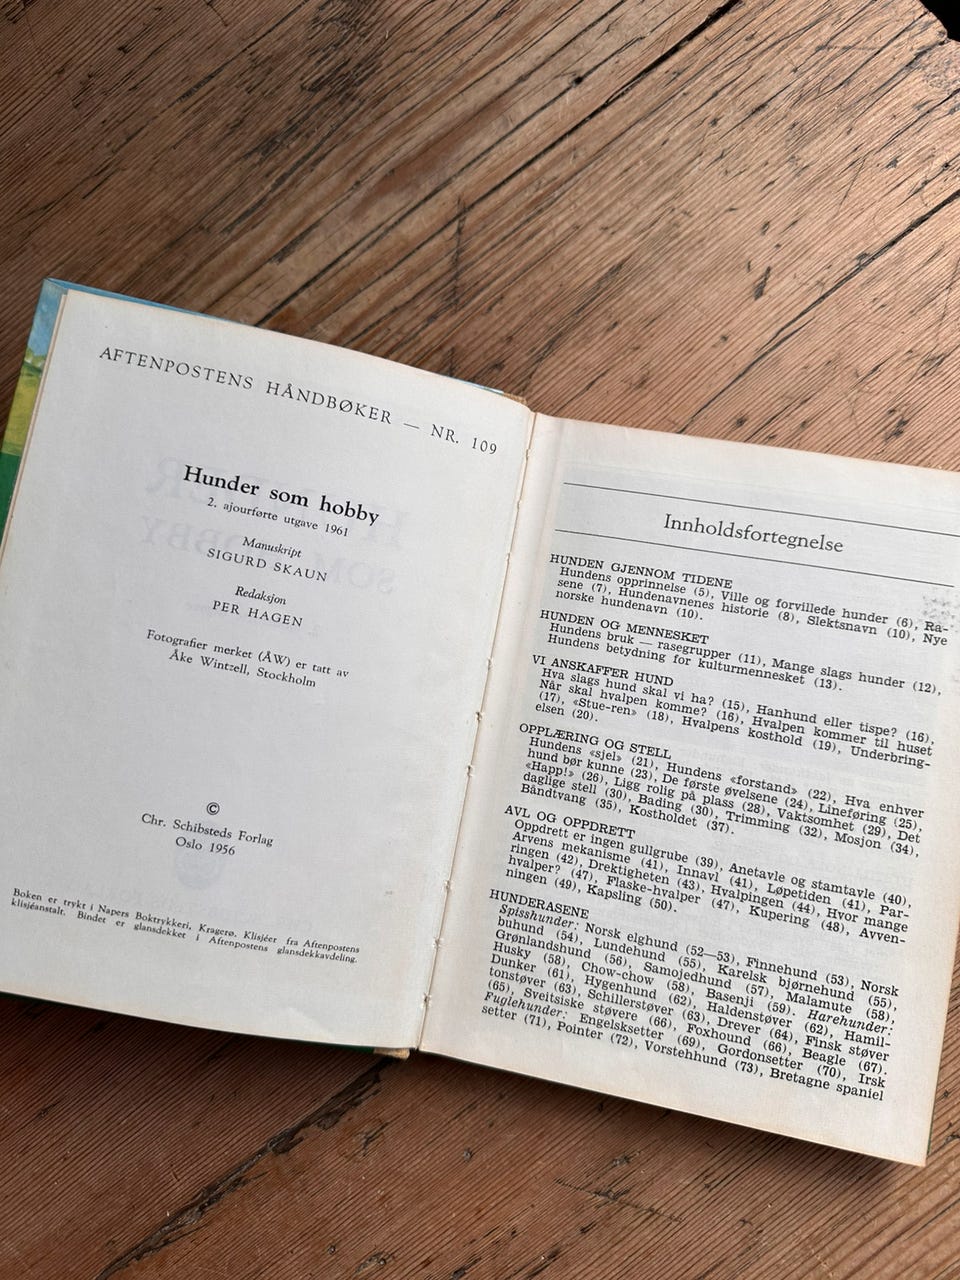 AFTENPOSTENS HÅNDBØKER — NR. 109
Hunder som hobby
2. ajourførte utgave 1961
Manuskript
SIGURD SKAUN
Redaksjon
PER HAGEN
Fotografier merket (ÅW) er tatt av
Åke Wintzell, Stockholm
©
Chr. Schibsteds Forlag
Oslo 1956
Boken er trykt i Napers Boktrykkeri, Kragerø. Klisjéer fra Aftenpostens
klisjéanstalt. Bindet er glansdekket i Aftenpostens glansdekkavdeling.
Innholdsfortegnelse
HUNDEN GJENNOM TIDENE
Hundens opprinnelse (5), Ville og forvillede hunder (6), Ra-
sene (7), Hundenavnenes historie (8), Slektsnavn (10), Nye
norske hundenavn (10).
HUNDEN OG MENNESKET
Hundens bruk — rasegrupper (11), Mange slags hunder (12),
Hundens betydning for kulturmennesket (13).
VI ANSKAFFER HUND
Hva slags hund skal vi ha? (15), Hanhund eller tispe? (16),
Når skal hvalpen komme? (16), Hvalpen kommer til huset
(17), «Stue-ren» (18), Hvalpens kosthold (19), Underbring-
elsen (20).
OPPLÆRING OG STELL
Hundens «sjel» (21), Hundens «forstand» (22), Hva enhver
hund bør kunne (23), De første øvelsene (24), Lineføring (25),
«Happ!» (26), Ligg rolig på plass (28), Vaktsomhet (29), Det
daglige stell (30), Bading (30), Trimming (32), Mosjon (34),
Båndtvang (35), Kostholdet (37).
AVL OG OPPDRETT
Oppdrett er ingen gullgrube (39), Anetavle og stamtavle (40),
Arvens mekanisme (41), Innavl (41), Løpetiden (41), Par-
ringen (42), Drektigheten (43), Hvalpingen (44), Hvor mange
hvalper? (47), Flaske-hvalper (47), Kupering (48), Avven-
ningen (49), Kapsling (50).
HUNDERASENE
Spisshunder: Norsk elghund (52—53), Finnehund (53), Norsk
buhund (54), Lundehund (55), Karelsk bjørnehund (55),
Grønlandshund (56), Samojedhund (57), Malamute (58),
Husky (58), Chow-chow (58), Basenji (59). Harehunder:
Dunker (61), Hygenhund (62), Haldenstøver (62), Hamil-
tonstøver (63), Schillerstøver (63), Drever (64), Finsk støver
(65), Sveitsiske støvere (66), Foxhound (66), Beagle (67).
Fuglehunder: Engelsksetter (69), Gordonsetter (70), Irsk
setter (71), Pointer (72), Vorstehhund (73), Bretagne spaniel